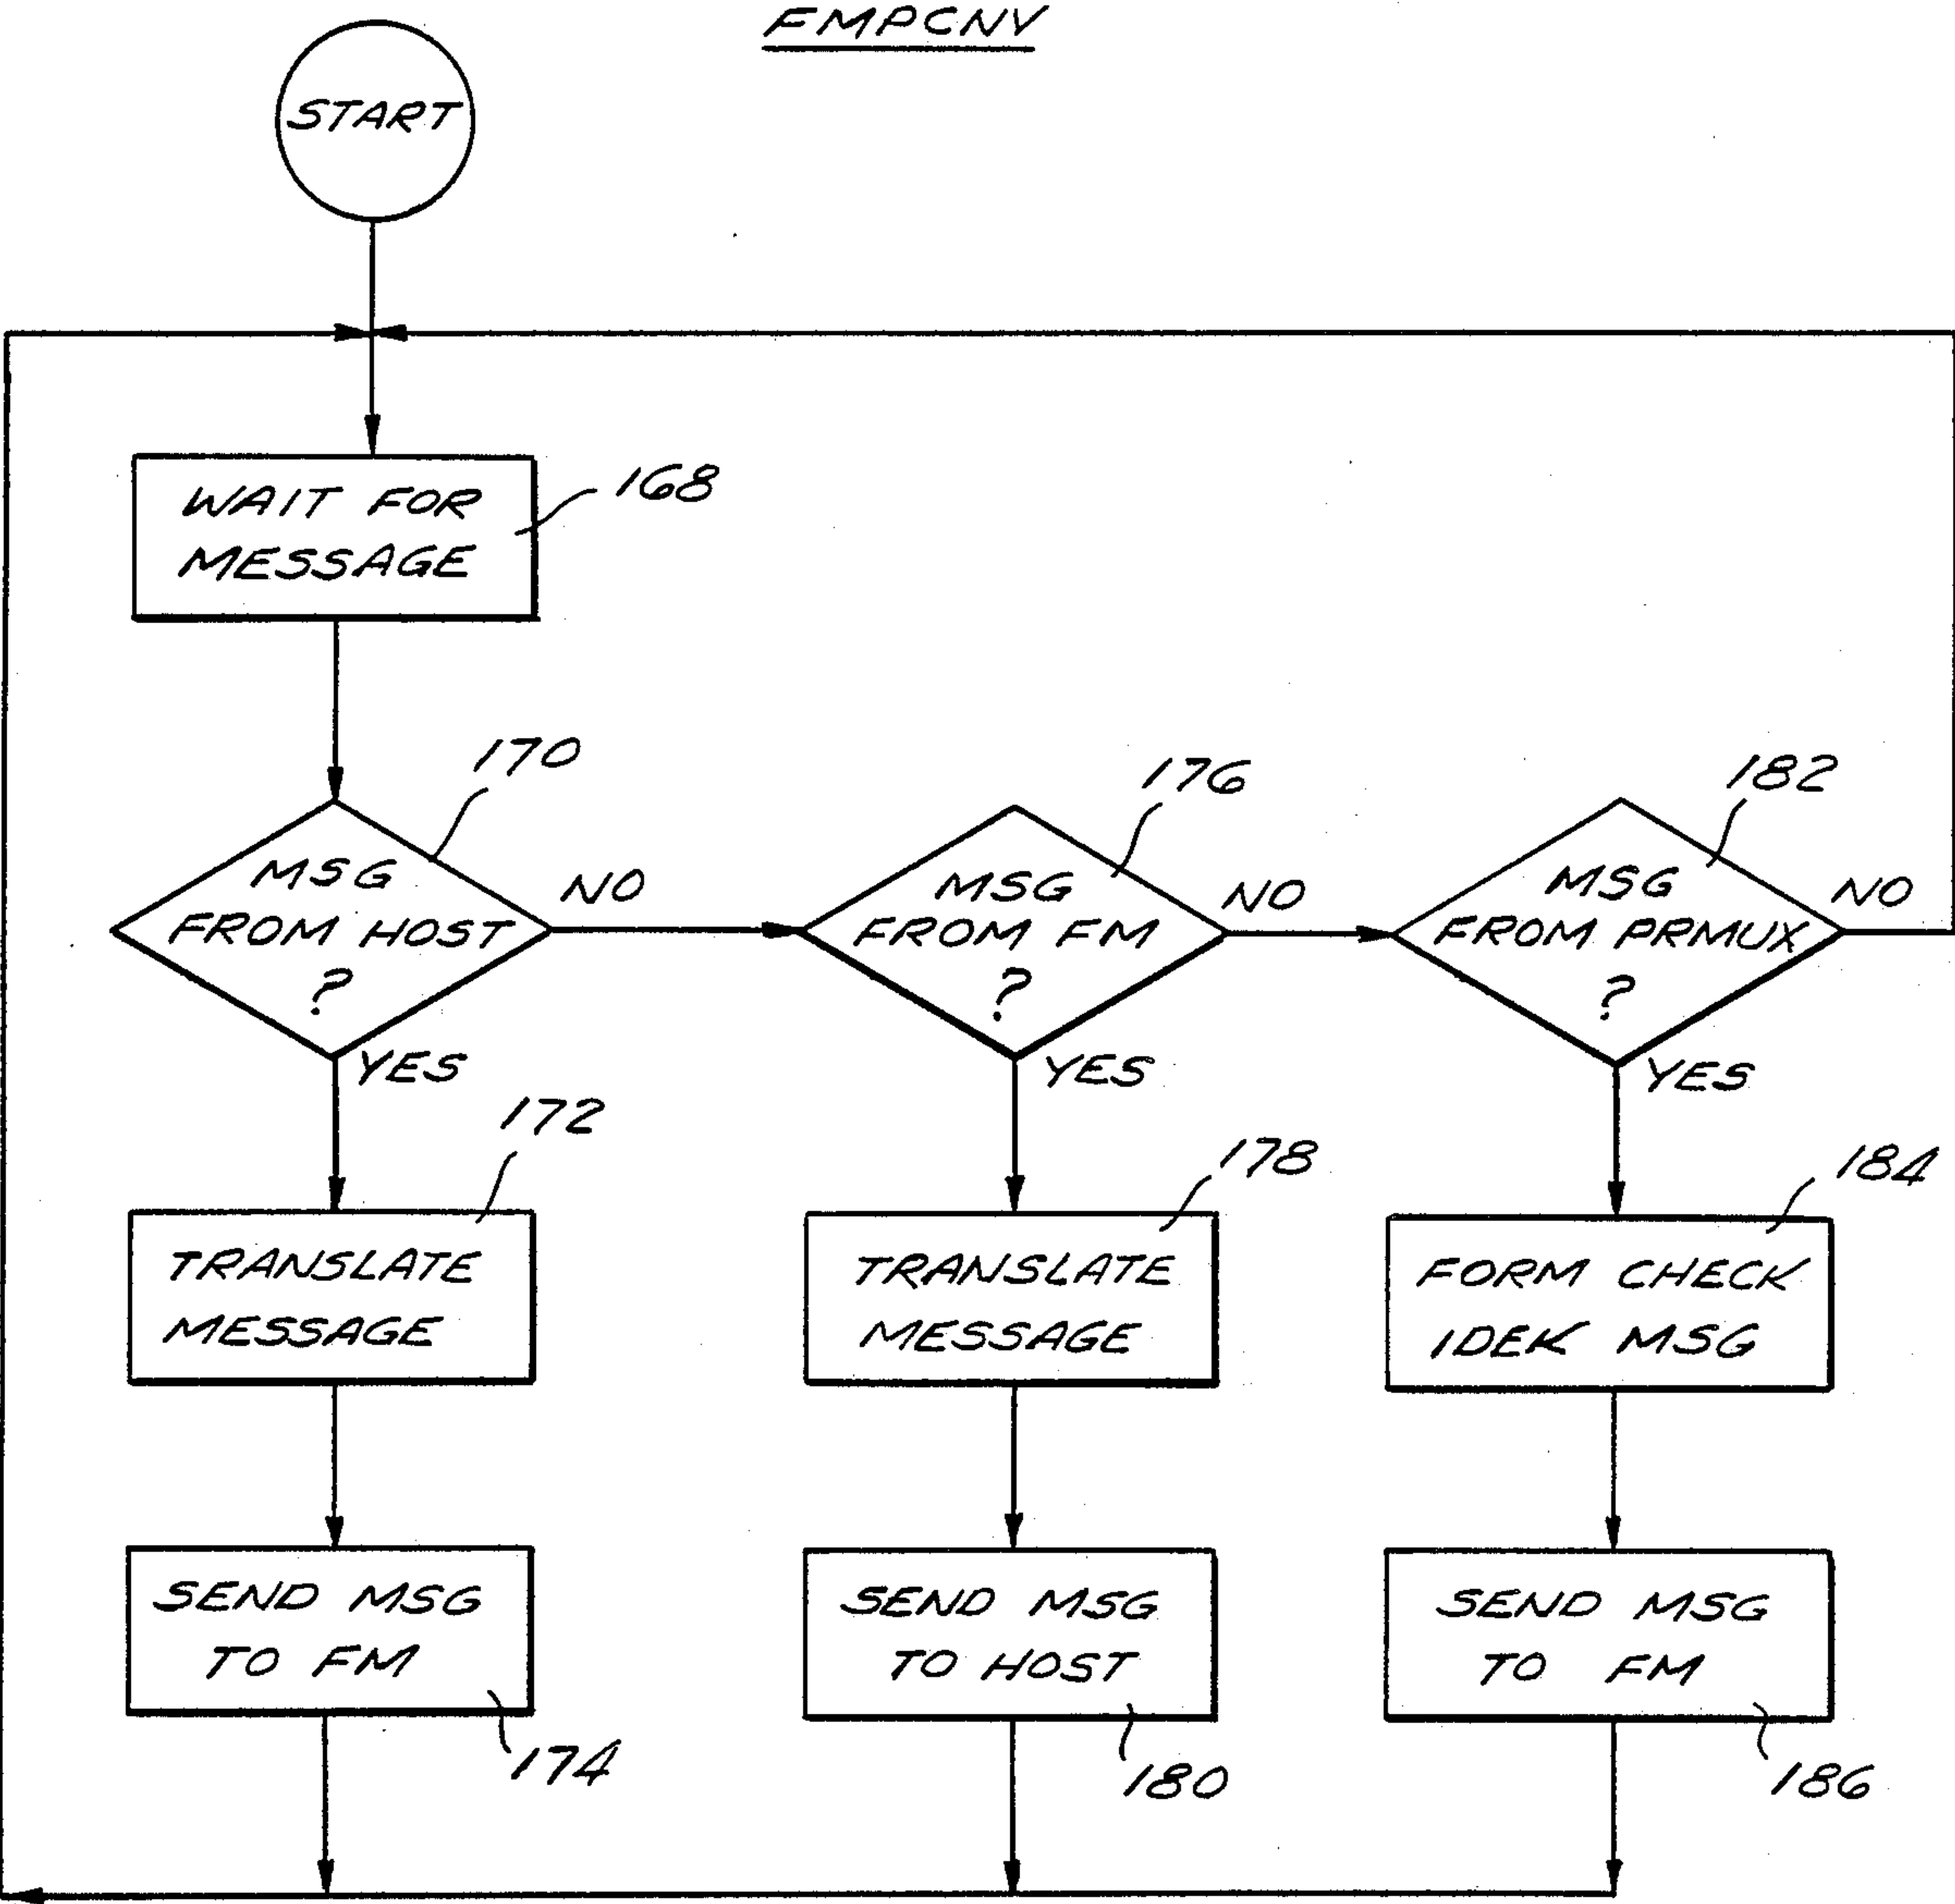 FMPCNV
START
WAIT FOR
MESSAGE
168
170
MSG
FROM HOST
?
NO
YES
176
MSG
FROM FM
?
NO
YES
182
MSG
FROM PRMUX
?
NO
YES
172
TRANSLATE
MESSAGE
178
TRANSLATE
MESSAGE
184
FORM CHECK
IDEK MSG
SEND MSG
TO FM
174
SEND MSG
TO HOST
180
SEND MSG
TO FM
186